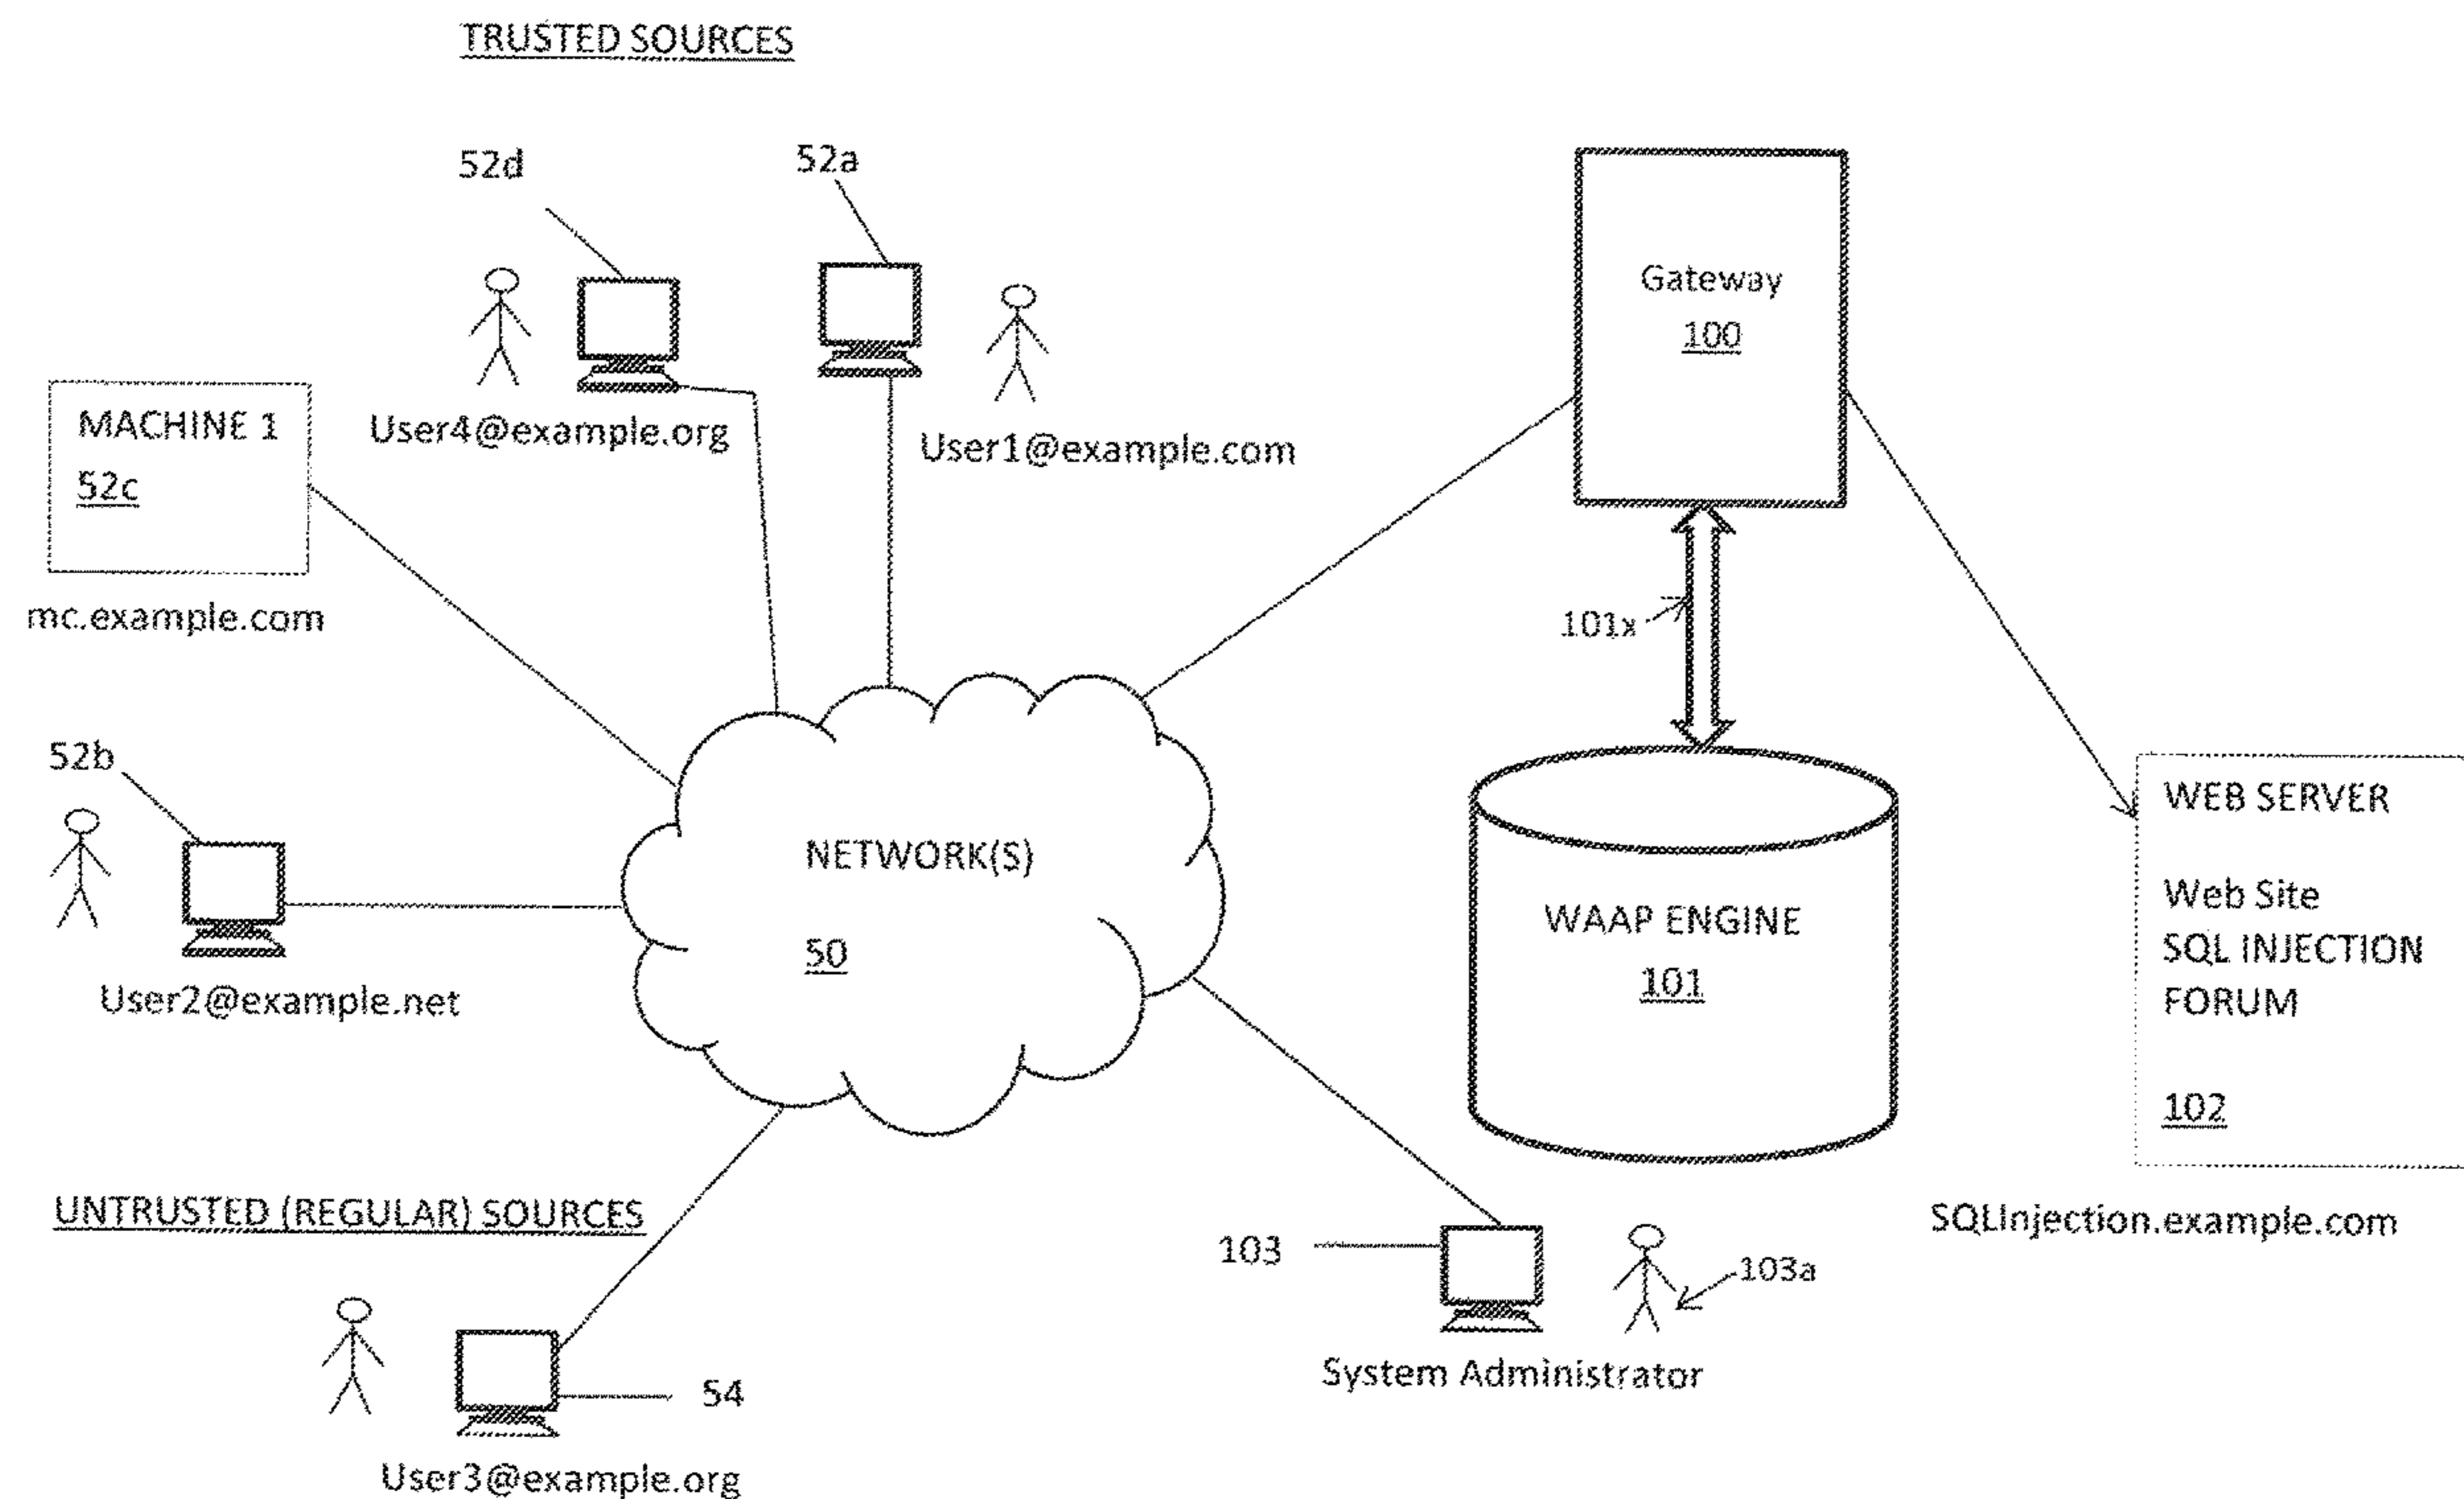 TRUSTED SOURCES
52d
52a
Gateway
100
MACHINE 1
52c
User4@example.org
User1@example.com
mc.example.com
101x
52b
NETWORK(S)
50
WAAP ENGINE
101
WEB SERVER
Web Site
SQL INJECTION
FORUM
102
User2@example.net
UNTRUSTED (REGULAR) SOURCES
SQLInjection.example.com
103
103a
System Administrator
54
User3@example.org